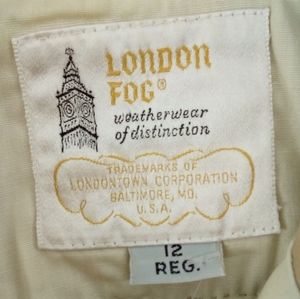 LONDON
FOG®
weatherwear
of distinction
TRADEMARKS OF
LONDONTOWN CORPORATION
BALTIMORE, MD.
U.S.A.
12
REG.